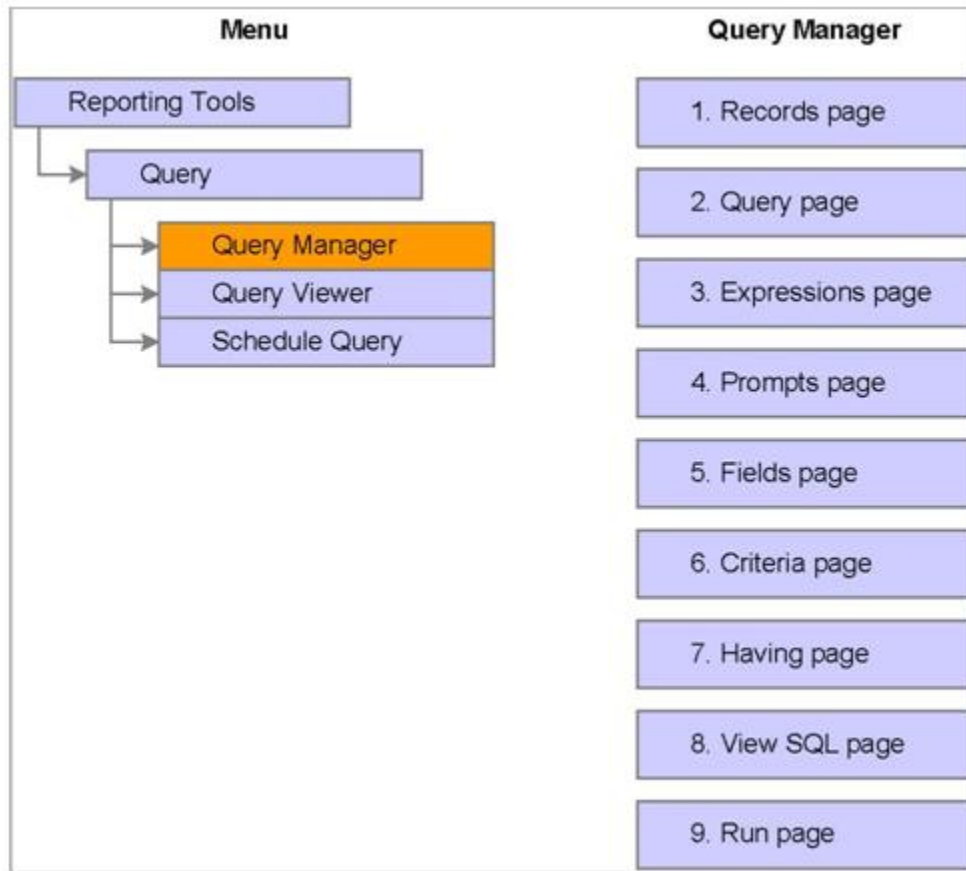 Menu
Reporting Tools
Query
Query Manager
Query Viewer
Schedule Query
Query Manager
1. Records page
2. Query page
3. Expressions page
4. Prompts page
5. Fields page
6. Criteria page
7. Having page
8. View SQL page
9. Run page